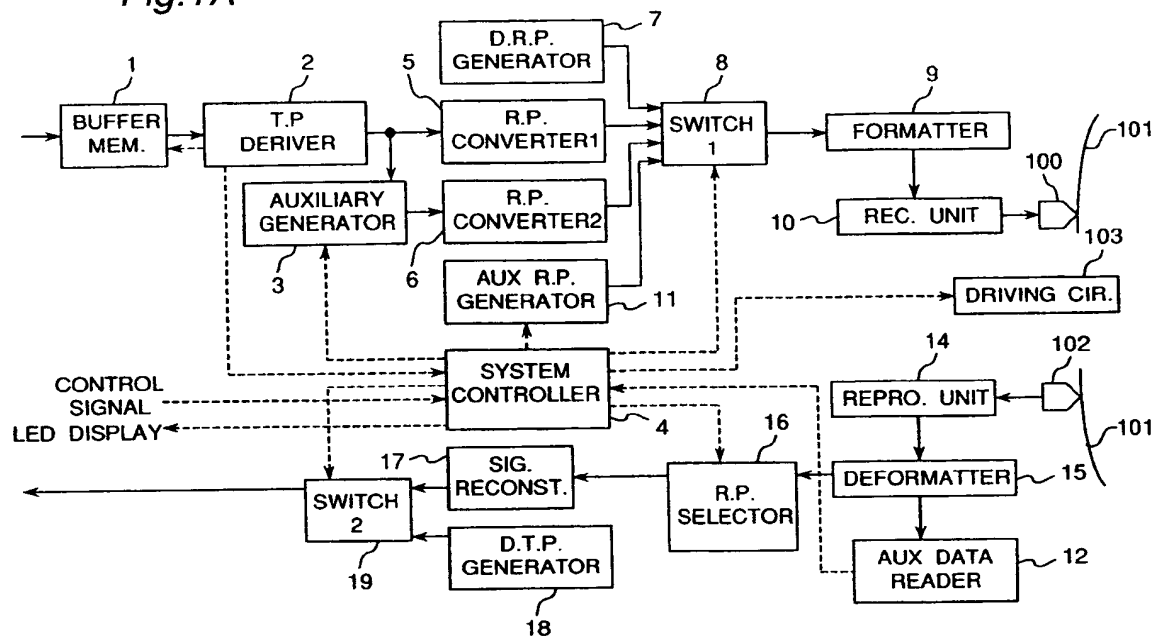 Fig.1A
7
D.R.P.
GENERATOR
1
2
5
8
9
BUFFER
MEM.
T.P
DERIVER
R.P.
CONVERTER1
SWITCH
1
FORMATTER
101
100
AUXILIARY
GENERATOR
R.P.
CONVERTER2
10
REC. UNIT
3
6
103
AUX R.P.
GENERATOR
11
DRIVING CIR.
SYSTEM
CONTROLLER
14
102
CONTROL
SIGNAL
REPRO. UNIT
LED DISPLAY
4
16
101
17
SIG.
RECONST.
R.P.
SELECTOR
DEFORMATTER
15
SWITCH
2
D.T.P.
GENERATOR
AUX DATA
READER
12
19
18